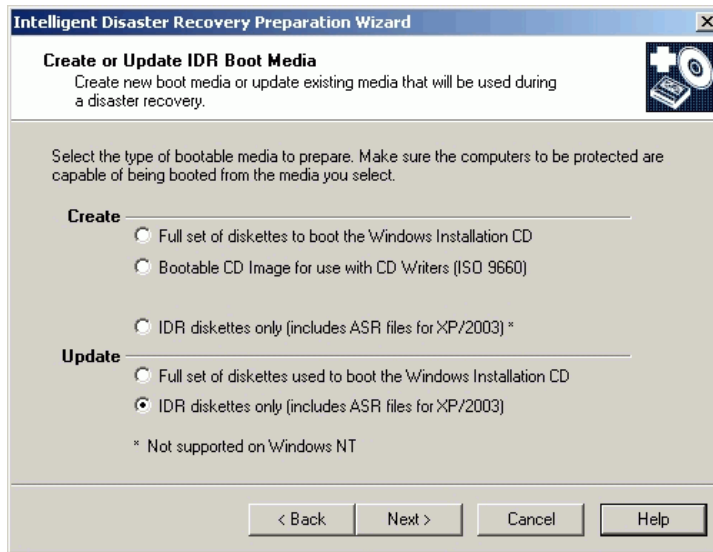 Intelligent Disaster Recovery Preparation Wizard
Create or Update IDR Boot Media
Create new boot media or update existing media that will be used during
a disaster recovery.
Select the type of bootable media to prepare. Make sure the computers to be protected are
capable of being booted from the media you select.
Create
Full set of diskettes to boot the Windows Installation CD
Bootable CD Image for use with CD Writers (ISO 9660)
IDR diskettes only (includes ASR files for XP/2003) *
Update
Full set of diskettes used to boot the Windows Installation CD
IDR diskettes only (includes ASR files for XP/2003)
* Not supported on Windows NT
< Back Next > Cancel Help